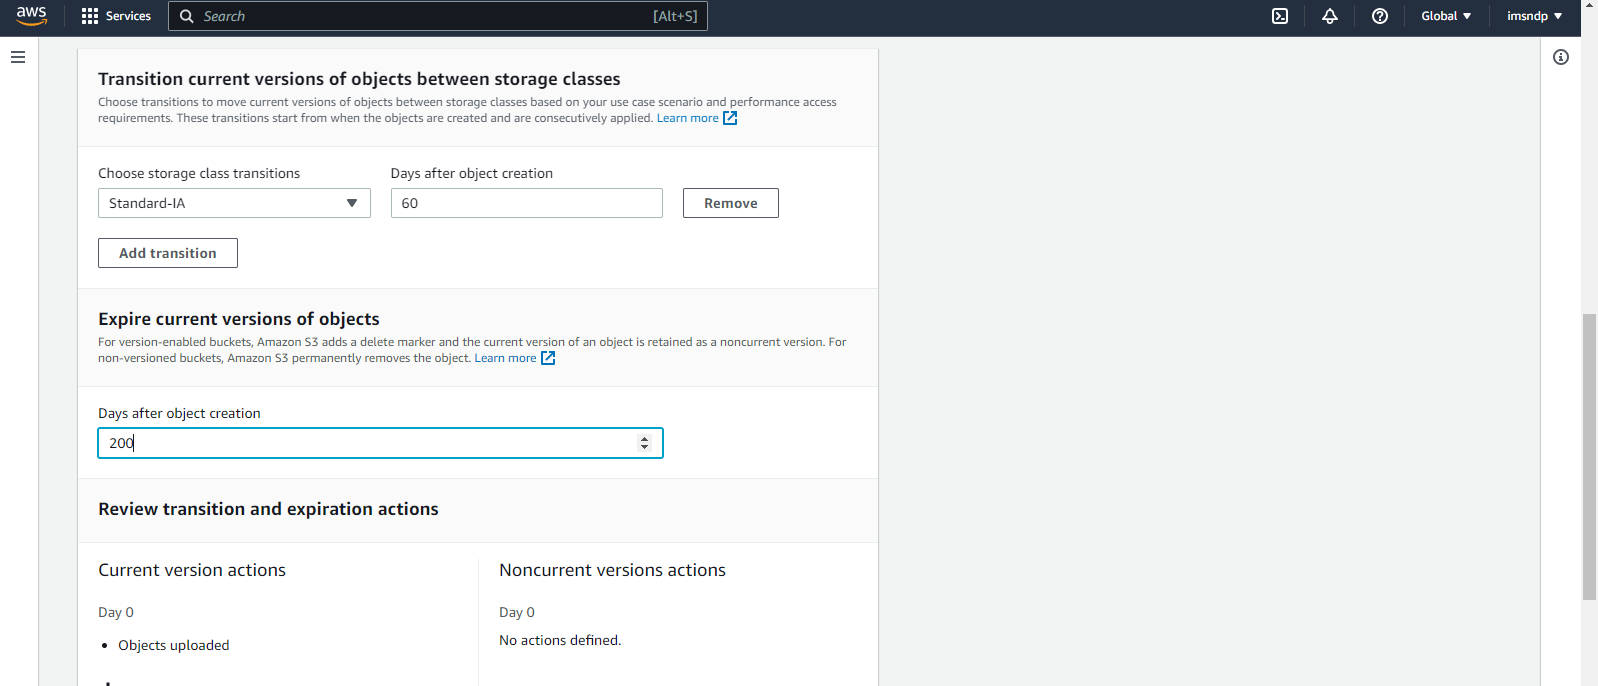 aws
Services
Search
[Alt+S]
Global
imsndp
Transition current versions of objects between storage classes
Choose transitions to move current versions of objects between storage classes based on your use case scenario and performance access
requirements. These transitions start from when the objects are created and are consecutively applied. Learn more
Choose storage class transitions
Days after object creation
Standard-IA
60
Remove
Add transition
Expire current versions of objects
For version-enabled buckets, Amazon S3 adds a delete marker and the current version of an object is retained as a noncurrent version. For
non-versioned buckets, Amazon S3 permanently removes the object. Learn more
Days after object creation
200
Review transition and expiration actions
Current version actions
Noncurrent versions actions
Day 0
Day 0
• Objects uploaded
No actions defined.